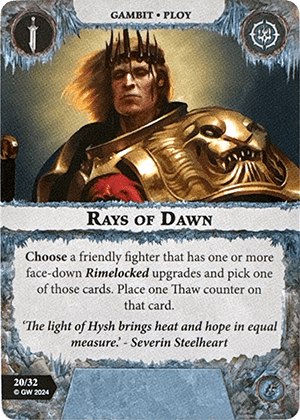 GAMBIT • PLOY
RAYS OF DAWN
Choose a friendly fighter that has one or more
face-down Rimelocked upgrades and pick one
of those cards. Place one Thaw counter on
that card.
‘The light of Hysh brings heat and hope in equal
measure.’ - Severin Steelheart
20/32
© GW 2024